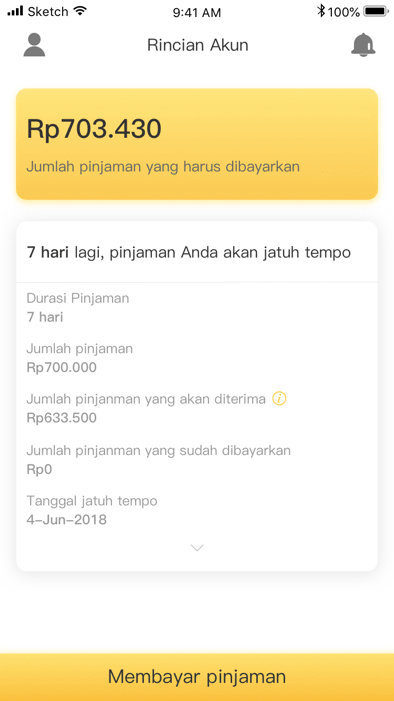 Sketch 9:41 AM 100%
Rincian Akun
Rp703.430
Jumlah pinjaman yang harus dibayarkan
7 hari lagi, pinjaman Anda akan jatuh tempo
Durasi Pinjaman
7 hari
Jumlah pinjaman
Rp700.000
Jumlah pinjanman yang akan diterima i
Rp633.500
Jumlah pinjanman yang sudah dibayarkan
Rp0
Tanggal jatuh tempo
4-Jun-2018
Membayar pinjaman